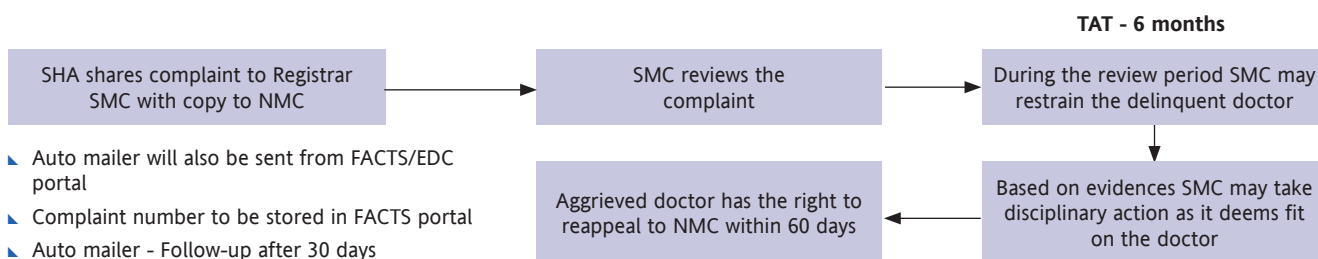 TAT - 6 months
SHA shares complaint to Registrar
SMC with copy to NMC
SMC reviews the
complaint
During the review period SMC may
restrain the delinquent doctor
Auto mailer will also be sent from FACTS/EDC
portal
Complaint number to be stored in FACTS portal
Auto mailer - Follow-up after 30 days
Based on evidences SMC may take
disciplinary action as it deems fit
on the doctor
Aggrieved doctor has the right to
reappeal to NMC within 60 days